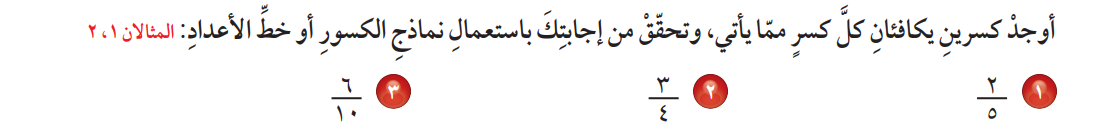 أوجدْ كسرينِ يكافئانِ كلَّ كسرٍ ممّا يأتي، وتحقّقْ من إجابتِكَ باستعمالِ نماذجِ الكسورِ أو خطِّ الأعدادِ: المثالان ١، ٢
١ ٢/٥ ٢ ٣/٤ ٣ ٦/١٠